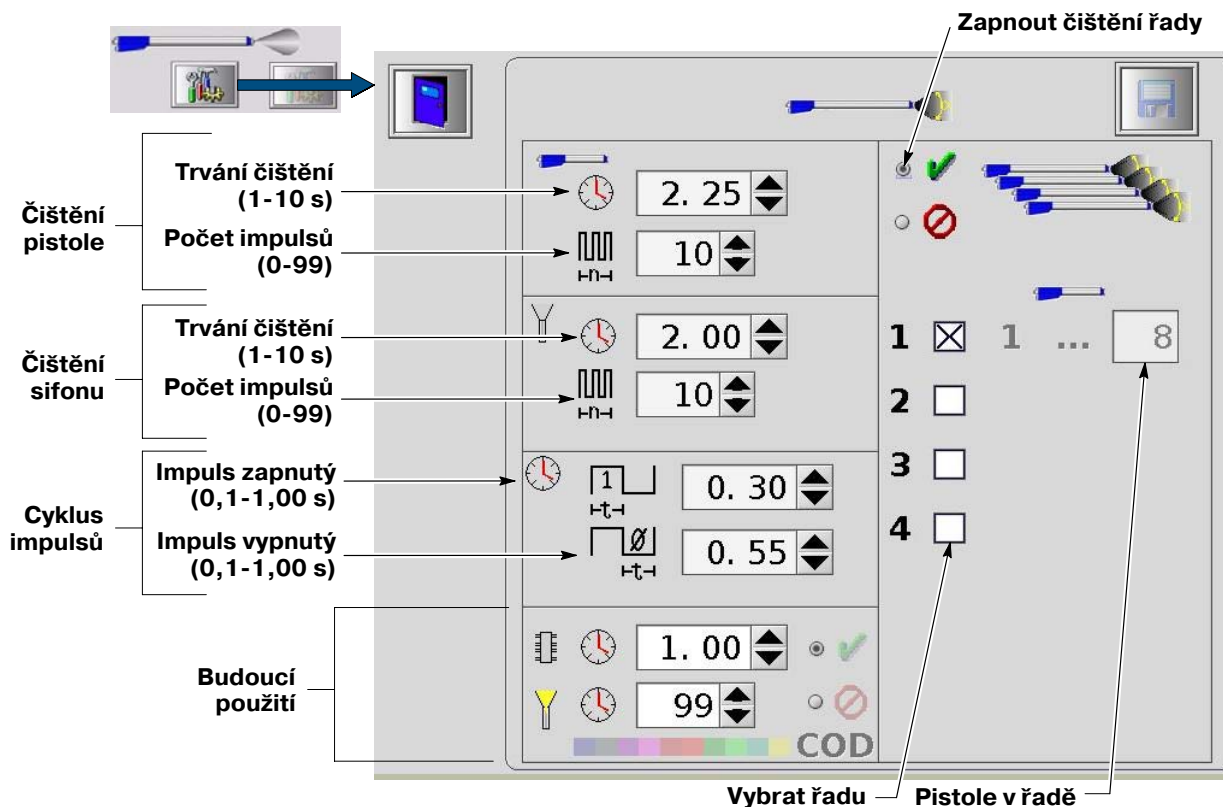 Zapnout čištění řady
Čištění
pistole
Trvání čištění
(1-10 s)
2. 25
Počet impulsů
(0-99)
n
10
Čištění
sifonu
Trvání čištění
(1-10 s)
2. 00
Počet impulsů
(0-99)
n
10
Cyklus
impulsů
Impuls zapnutý
(0,1-1,00 s)
1
t
0. 30
Impuls vypnutý
(0,1-1,00 s)
Ø
t
0. 55
Budoucí
použití
1. 00
99
COD
1 1 ... 8
2
3
4
Vybrat řadu
Pistole v řadě